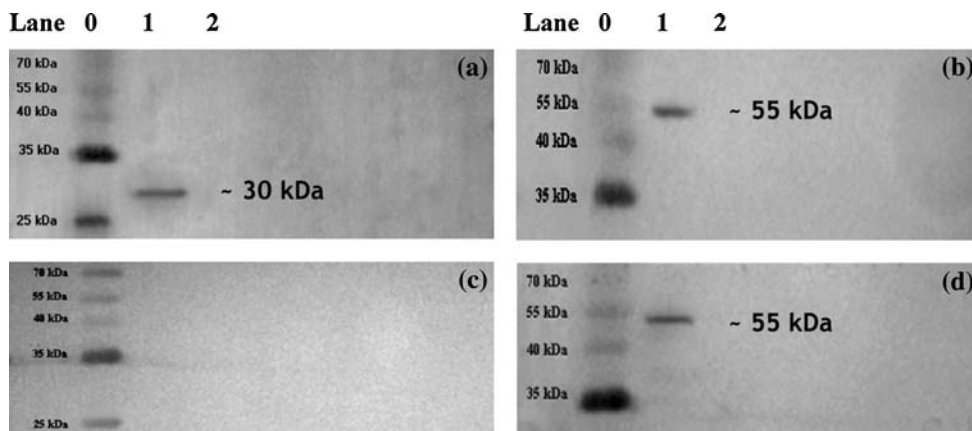 Lane 0 1 2
Lane 0 1 2
(a)
70 kDa
55 kDa
40 kDa
35 kDa
~ 30 kDa
25 kDa
(b)
70 kDa
55 kDa
~ 55 kDa
40 kDa
35 kDa
(c)
70 kDa
55 kDa
40 kDa
35 kDa
25 kDa
(d)
70 kDa
55 kDa
~ 55 kDa
40 kDa
35 kDa